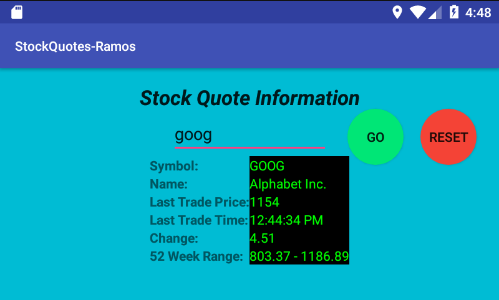 4:48
StockQuotes-Ramos
Stock Quote Information
goog
GO
RESET
Symbol: GOOG
Name: Alphabet Inc.
Last Trade Price: 1154
Last Trade Time: 12:44:34 PM
Change: 4.51
52 Week Range: 803.37 - 1186.89